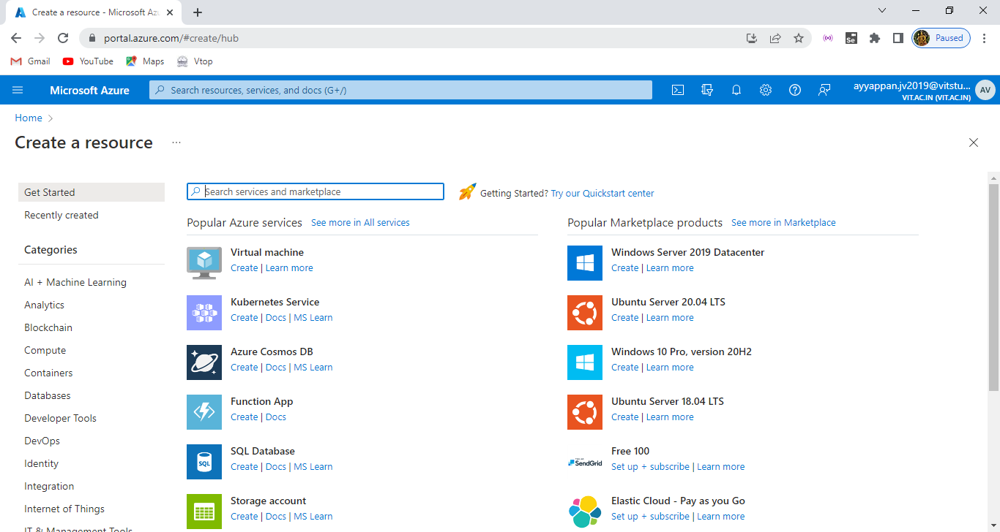 Create a resource - Microsoft Azu
portal.azure.com/#create/hub
Se
Paused
Gmail
YouTube
Maps
Vtop
Microsoft Azure
Search resources, services, and docs (G+/)
ayyappan.jv2019@vitstu...
VIT.AC.IN (VIT.AC.IN)
AV
Home
Create a resource
...
Get Started
Recently created
Categories
AI + Machine Learning
Analytics
Blockchain
Compute
Containers
Databases
Developer Tools
DevOps
Identity
Integration
Internet of Things
IT & Management Tools
Search services and marketplace
Getting Started? Try our Quickstart center
Popular Azure services See more in All services
Virtual machine
Create | Learn more
Kubernetes Service
Create | Docs | MS Learn
Azure Cosmos DB
Create | Docs | MS Learn
Function App
Create | Docs
SQL
SQL Database
Create | Docs | MS Learn
Storage account
Create | Docs | MS Learn
Popular Marketplace products See more in Marketplace
Windows Server 2019 Datacenter
Create | Learn more
Ubuntu Server 20.04 LTS
Create | Learn more
Windows 10 Pro, version 20H2
Create | Learn more
Ubuntu Server 18.04 LTS
Create | Learn more
SendGrid
Free 100
Set up + subscribe | Learn more
Elastic Cloud - Pay as you Go
Set up + subscribe | Learn more